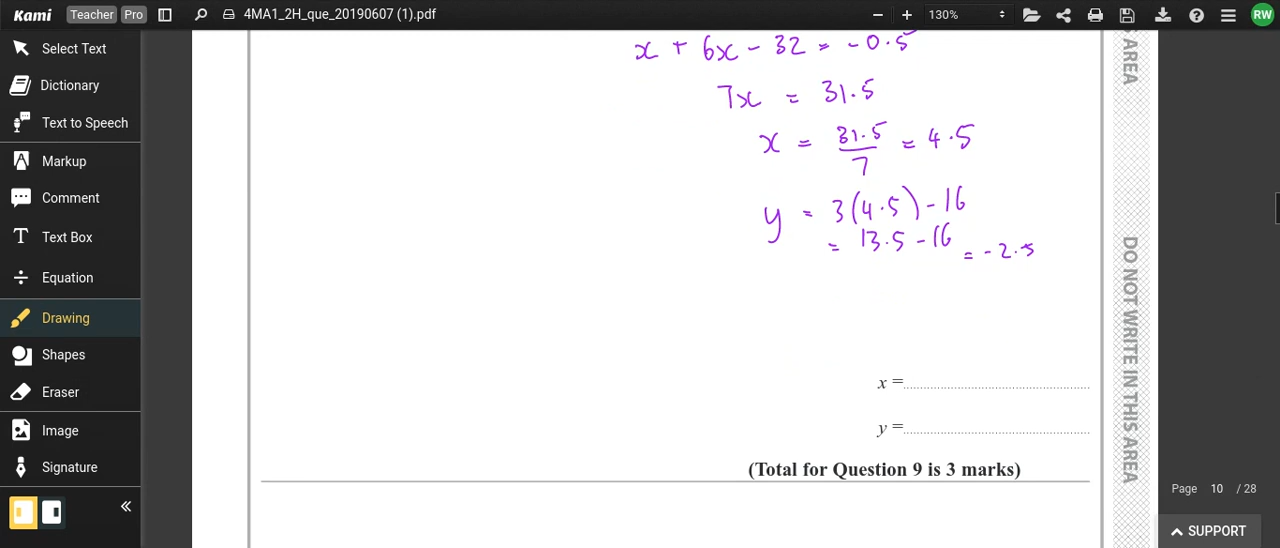 Kami Teacher Pro 4MA1_2H_que_20190607 (1).pdf 130% RW
Select Text
Dictionary
Text to Speech
Markup
Comment
Text Box
Equation
Drawing
Shapes
Eraser
Image
Signature
x + 6x - 32 = -0.5
7x = 31.5
x = 31.5/7 = 4.5
y = 3(4.5) - 16
= 13.5 - 16 = -2.5
x = ........................................
y = ........................................
(Total for Question 9 is 3 marks)
S AREA
DO NOT WRITE IN THIS AREA
Page 10 / 28
SUPPORT